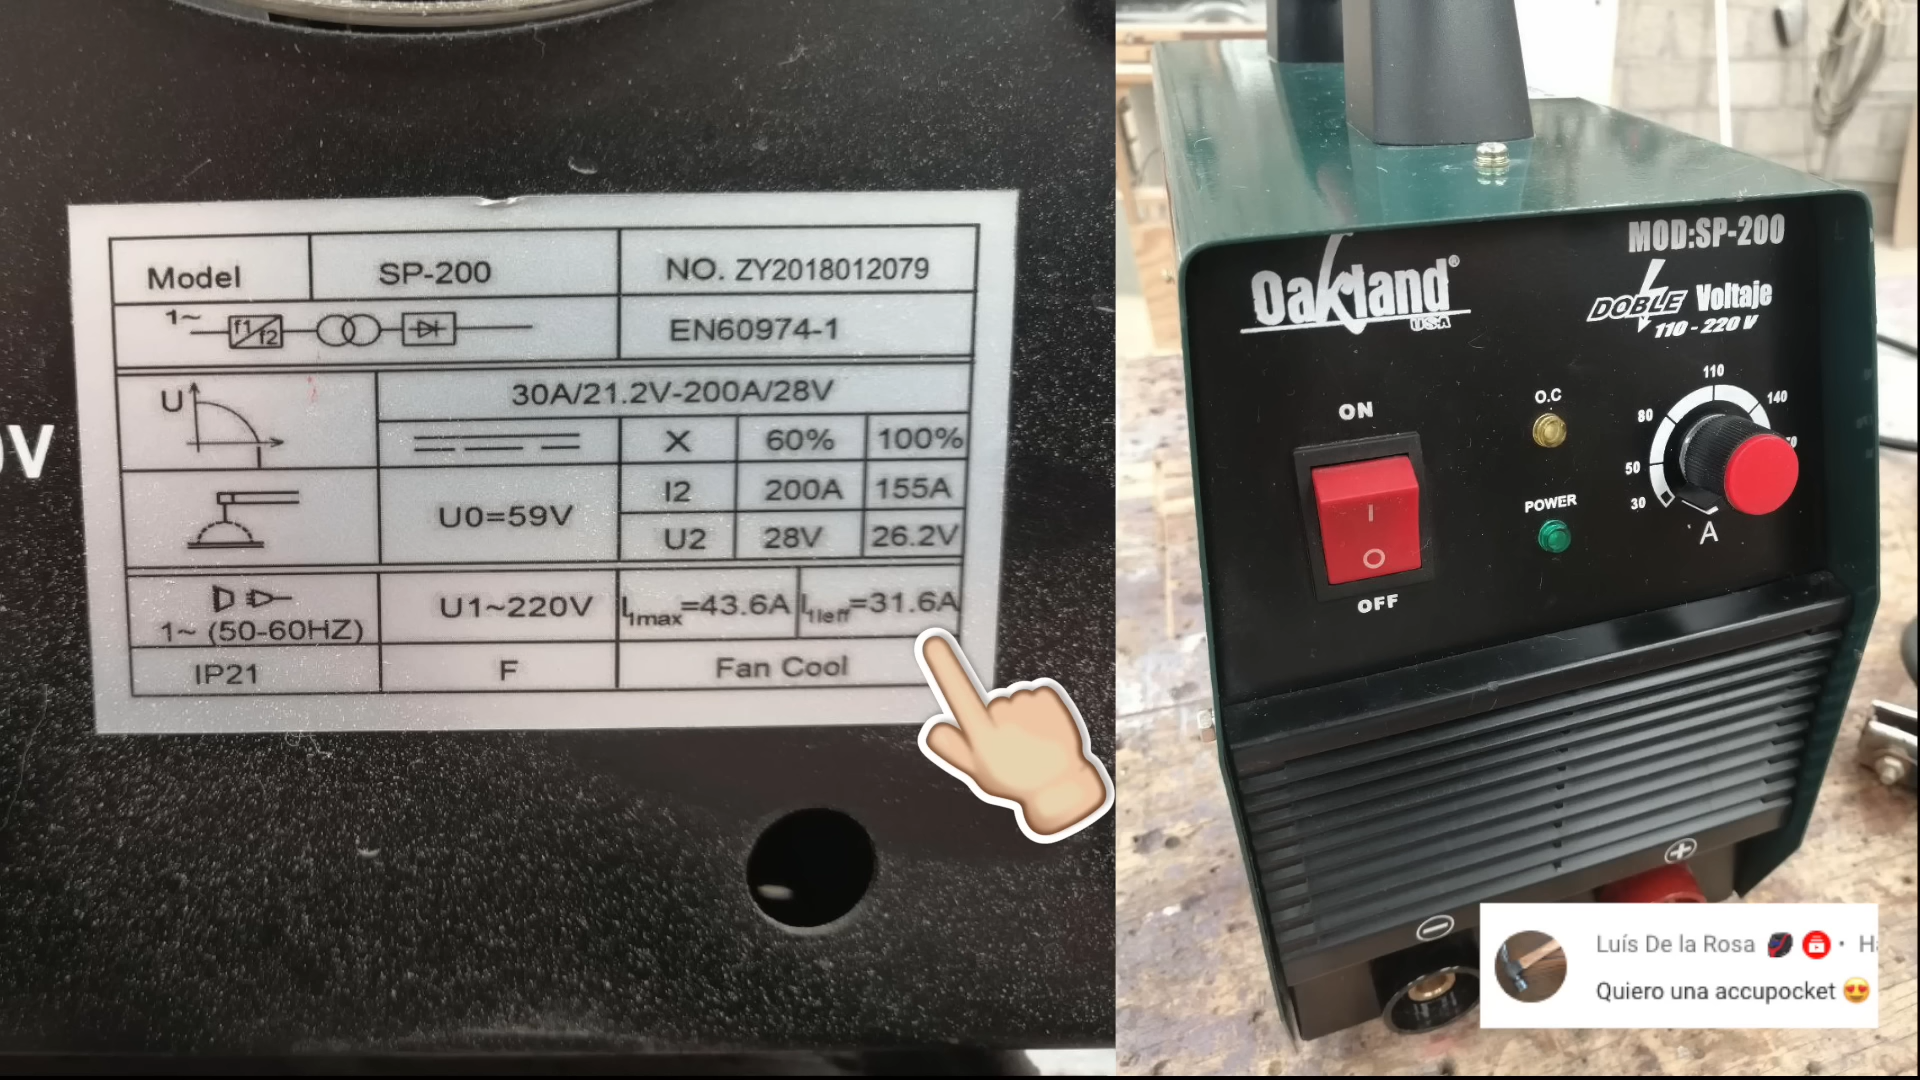 Model SP-200 NO. ZY2018012079
1~ f1 f2 EN60974-1
U 30A/21.2V-200A/28V
X 60% 100%
I2 200A 155A
U0=59V
U2 28V 26.2V
1~ (50-60HZ) U1~220V I1max=43.6A I1leff=31.6A
IP21 F Fan Cool
V
MOD:SP-200
Oakland®
USA
DOBLE Voltaje
110 - 220 V
ON
OFF
O.C
POWER
30 50 80 110 140
A
I
O
+
−
Luís De la Rosa
Quiero una accupocket 😍